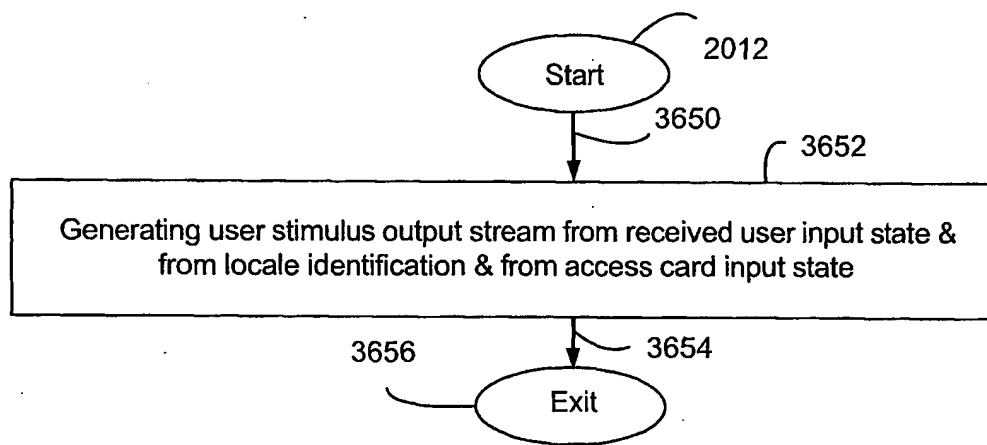 2012
Start
3650
3652
Generating user stimulus output stream from received user input state &
from locale identification & from access card input state
3656
3654
Exit